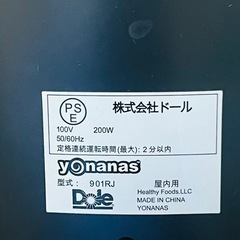 PS
E
株式会社ドール
100V 200W
50/60Hz
定格連続運転時間(最大): 2分以内
yonanas
型式: 901RJ
屋内用
Dole
Healthy Foods,LLC
MADE IN CHINA
YONANAS